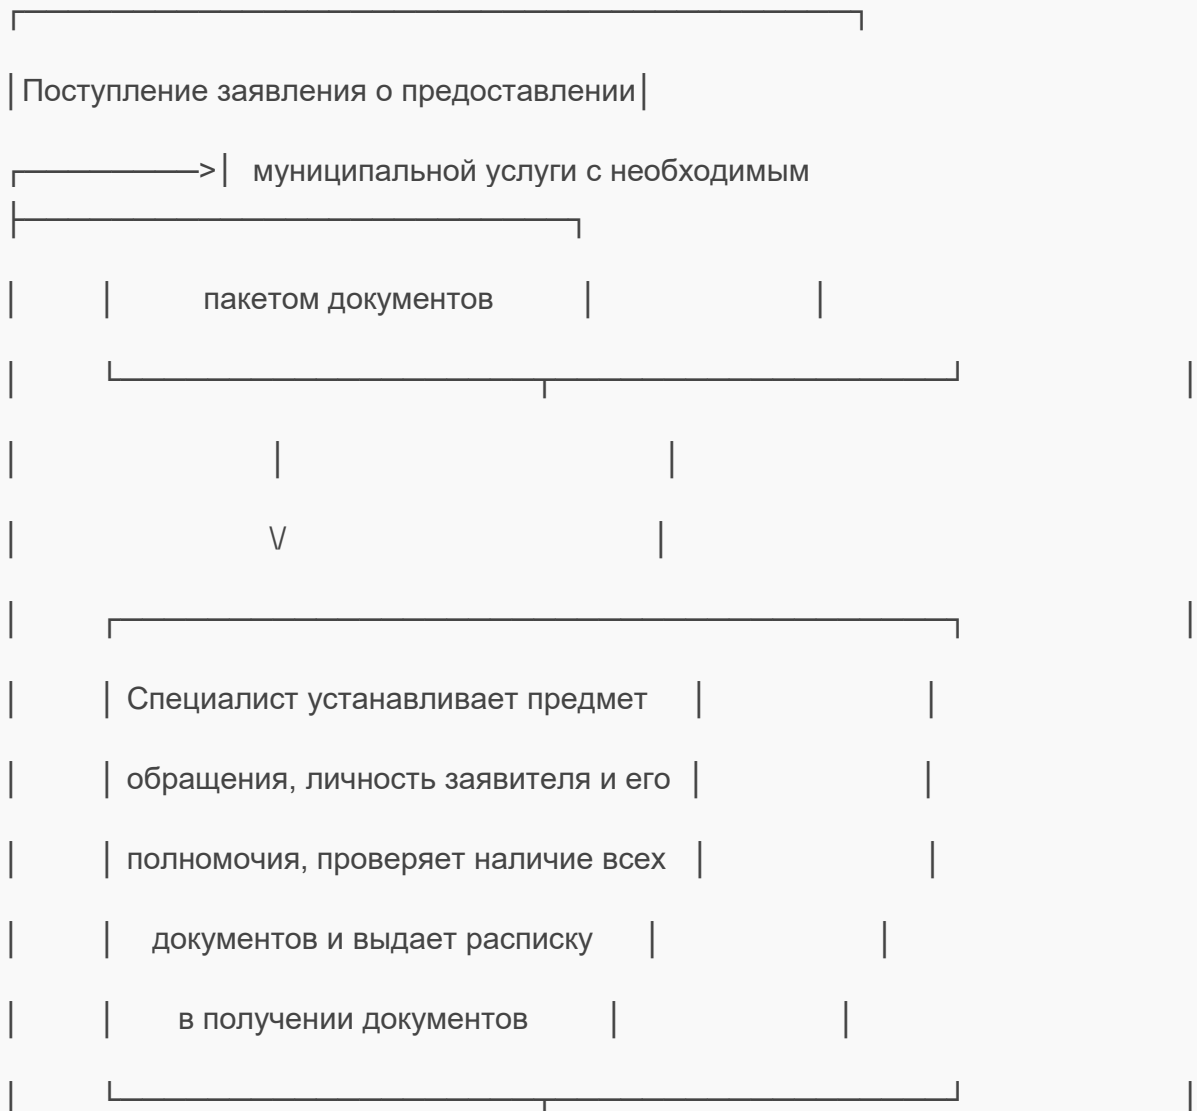 Поступление заявления о предоставлении
муниципальной услуги с необходимым
пакетом документов
Специалист устанавливает предмет
обращения, личность заявителя и его
полномочия, проверяет наличие всех
документов и выдает расписку
в получении документов